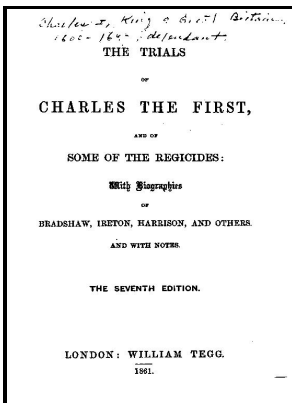 Charles I, King of Great Britain,
1600-1649, defendant.
THE TRIALS
OF
CHARLES THE FIRST,
AND OF
SOME OF THE REGICIDES:
With Biographies
OF
BRADSHAW, IRETON, HARRISON, AND OTHERS.
AND WITH NOTES.
THE SEVENTH EDITION.
LONDON: WILLIAM TEGG.
1861.